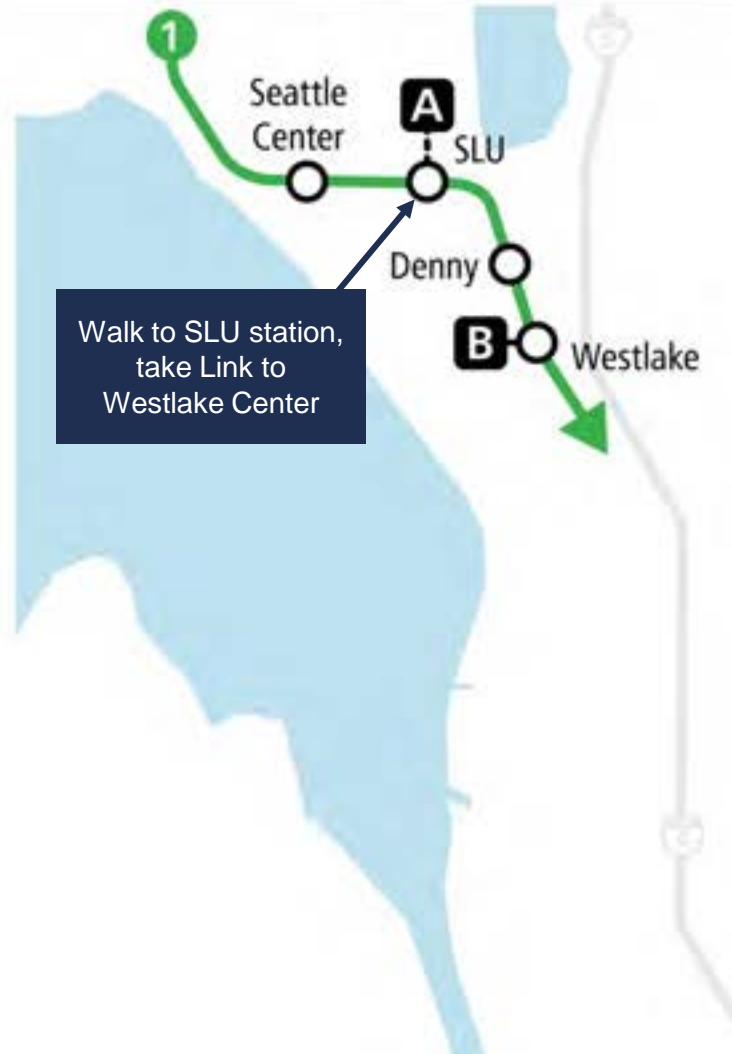 1
Seattle
Center
A
SLU
Denny
B
Westlake
Walk to SLU station,
take Link to
Westlake Center